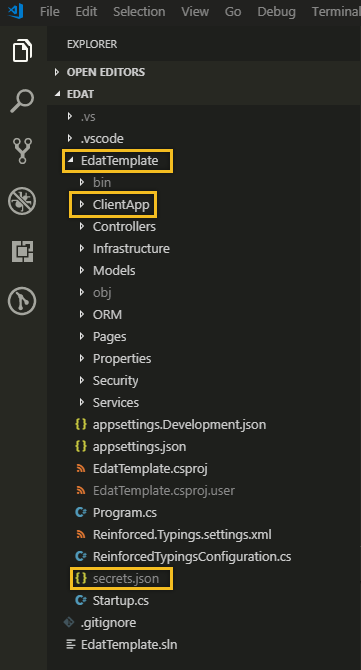 File Edit Selection View Go Debug Terminal
EXPLORER
OPEN EDITORS
EDAT
.vs
.vscode
EdatTemplate
bin
ClientApp
Controllers
Infrastructure
Models
obj
ORM
Pages
Properties
Security
Services
appsettings.Development.json
appsettings.json
EdatTemplate.csproj
EdatTemplate.csproj.user
Program.cs
Reinforced.Typings.settings.xml
ReinforcedTypingsConfiguration.cs
secrets.json
Startup.cs
.gitignore
EdatTemplate.sln